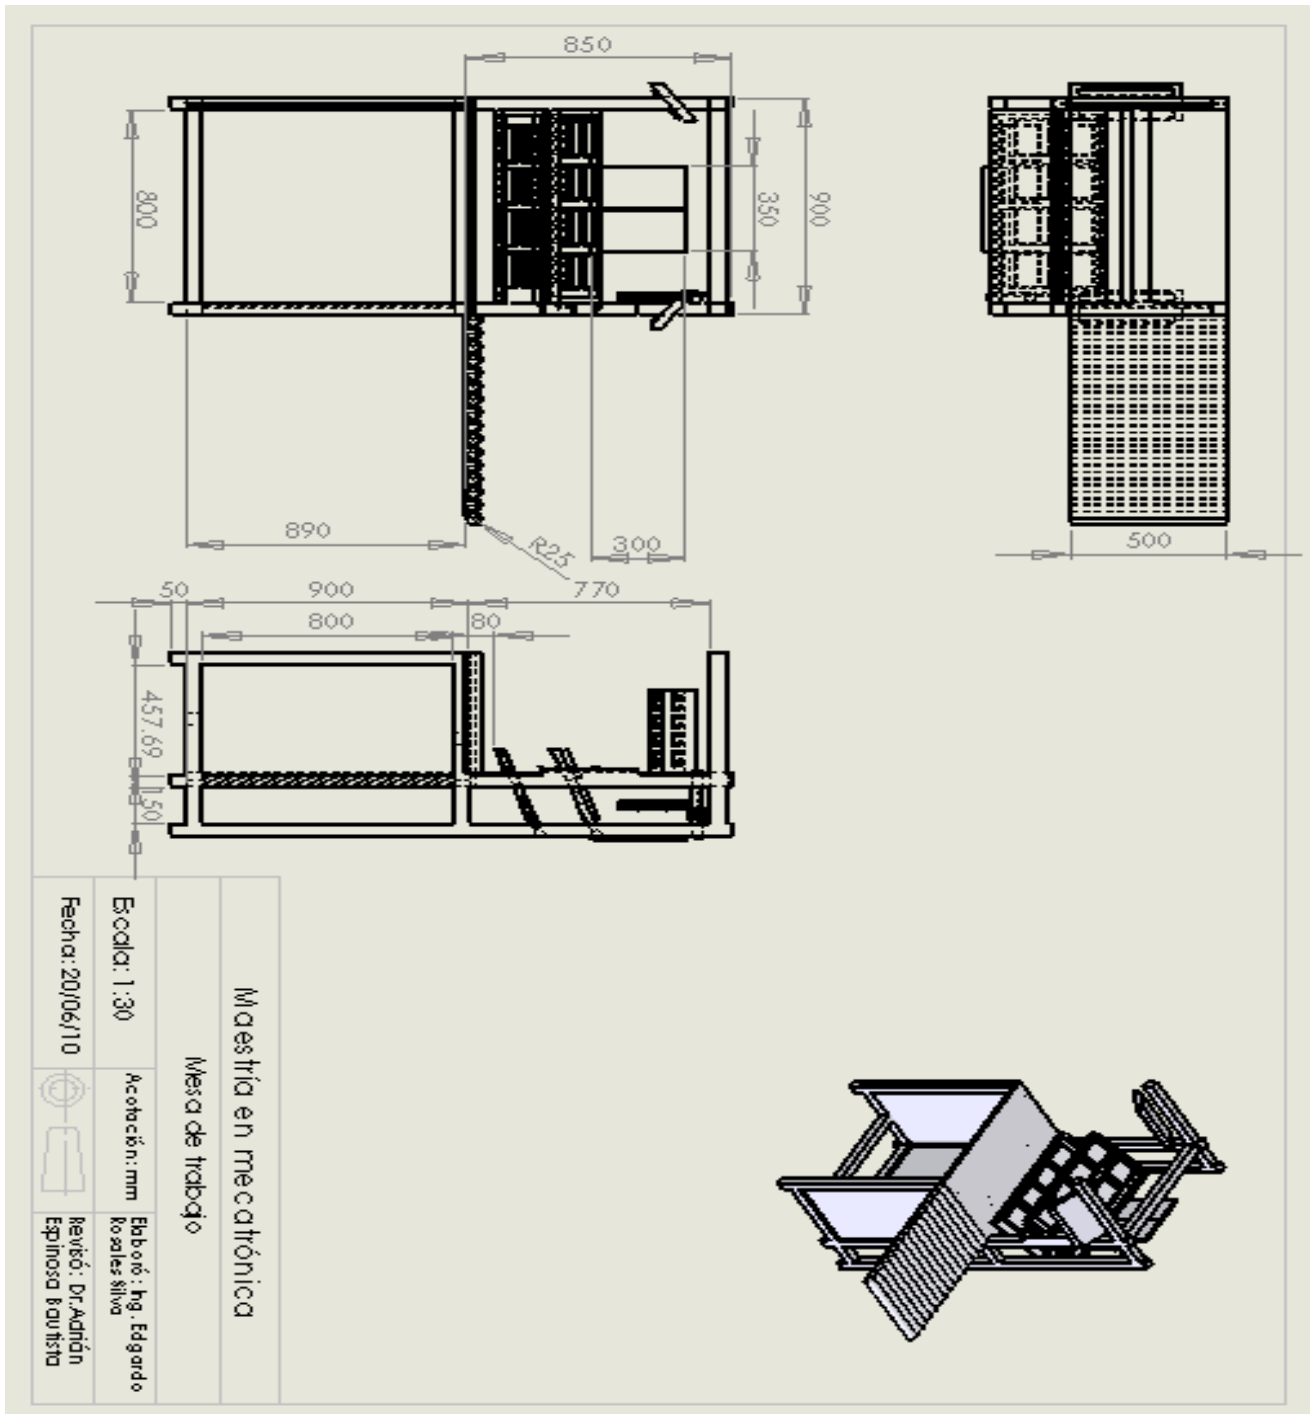 850
800
350
900
890
R25
300
500
50
900
770
800
80
457.69
150
Maestría en mecatrónica
Mesa de trabajo
Escala: 1:30
Acotación: mm
Elaboró: Ing. Edgardo
Rosales Silva
Fecha: 20/06/10
Revisó: Dr. Adrián
Espinosa Bautista